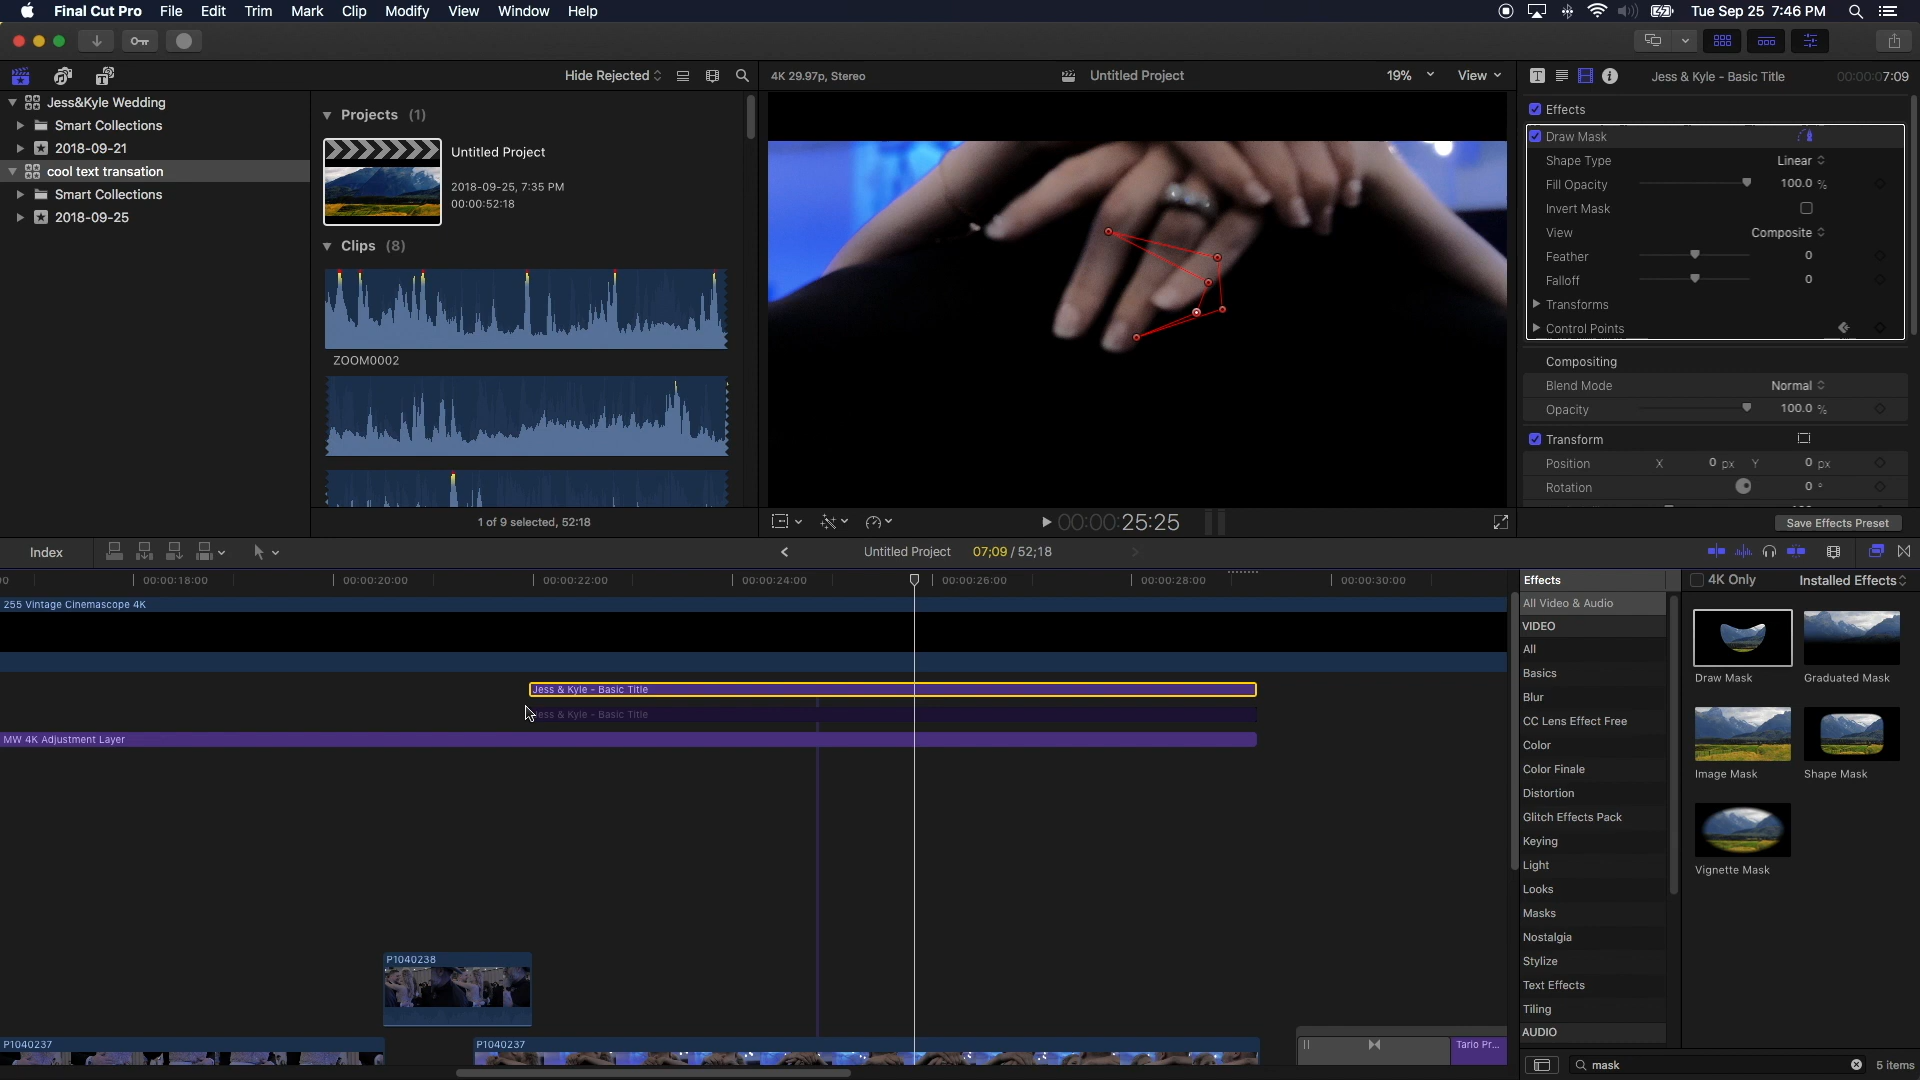 Final Cut Pro File Edit Trim Mark Clip Modify View Window Help Tue Sep 25 7:46 PM
Hide Rejected 4K 29.97p, Stereo Untitled Project 19% View Jess & Kyle - Basic Title 00:00:07:09
Jess&Kyle Wedding
Smart Collections
2018-09-21
cool text transation
Smart Collections
2018-09-25
Projects (1)
Untitled Project
2018-09-25, 7:35 PM
00:00:52:18
Clips (8)
ZOOM0002
1 of 9 selected, 52:18
00:00:25:25
Effects
Draw Mask
Shape Type Linear
Fill Opacity 100.0 %
Invert Mask
View Composite
Feather 0
Falloff 0
Transforms
Control Points
Compositing
Blend Mode Normal
Opacity 100.0 %
Transform
Position X 0 px Y 0 px
Rotation 0 °
Save Effects Preset
Index Untitled Project 07;09 / 52;18
00:00:18:00 00:00:20:00 00:00:22:00 00:00:24:00 00:00:26:00 00:00:28:00 00:00:30:00
255 Vintage Cinemascope 4K
Jess & Kyle - Basic Title
Jess & Kyle - Basic Title
MW 4K Adjustment Layer
P1040238
P1040237 P1040237 Tario Pr...
Effects 4K Only Installed Effects
All Video & Audio
VIDEO
All
Basics
Blur
CC Lens Effect Free
Color
Color Finale
Distortion
Glitch Effects Pack
Keying
Light
Looks
Masks
Nostalgia
Stylize
Text Effects
Tiling
AUDIO
Draw Mask Graduated Mask
Image Mask Shape Mask
Vignette Mask
mask 5 items